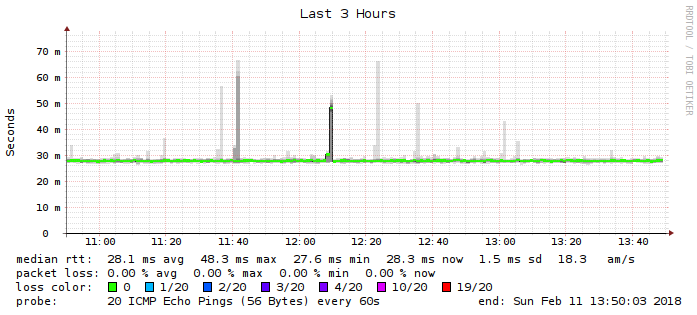 Last 3 Hours
RRDTOOL / TOBI OETIKER
Seconds
70 m
60 m
50 m
40 m
30 m
20 m
10 m
0
11:00 11:20 11:40 12:00 12:20 12:40 13:00 13:20 13:40
median rtt: 28.1 ms avg 48.3 ms max 27.6 ms min 28.3 ms now 1.5 ms sd 18.3 am/s
packet loss: 0.00 % avg 0.00 % max 0.00 % min 0.00 % now
loss color: 0 1/20 2/20 3/20 4/20 10/20 19/20
probe: 20 ICMP Echo Pings (56 Bytes) every 60s end: Sun Feb 11 13:50:03 2018